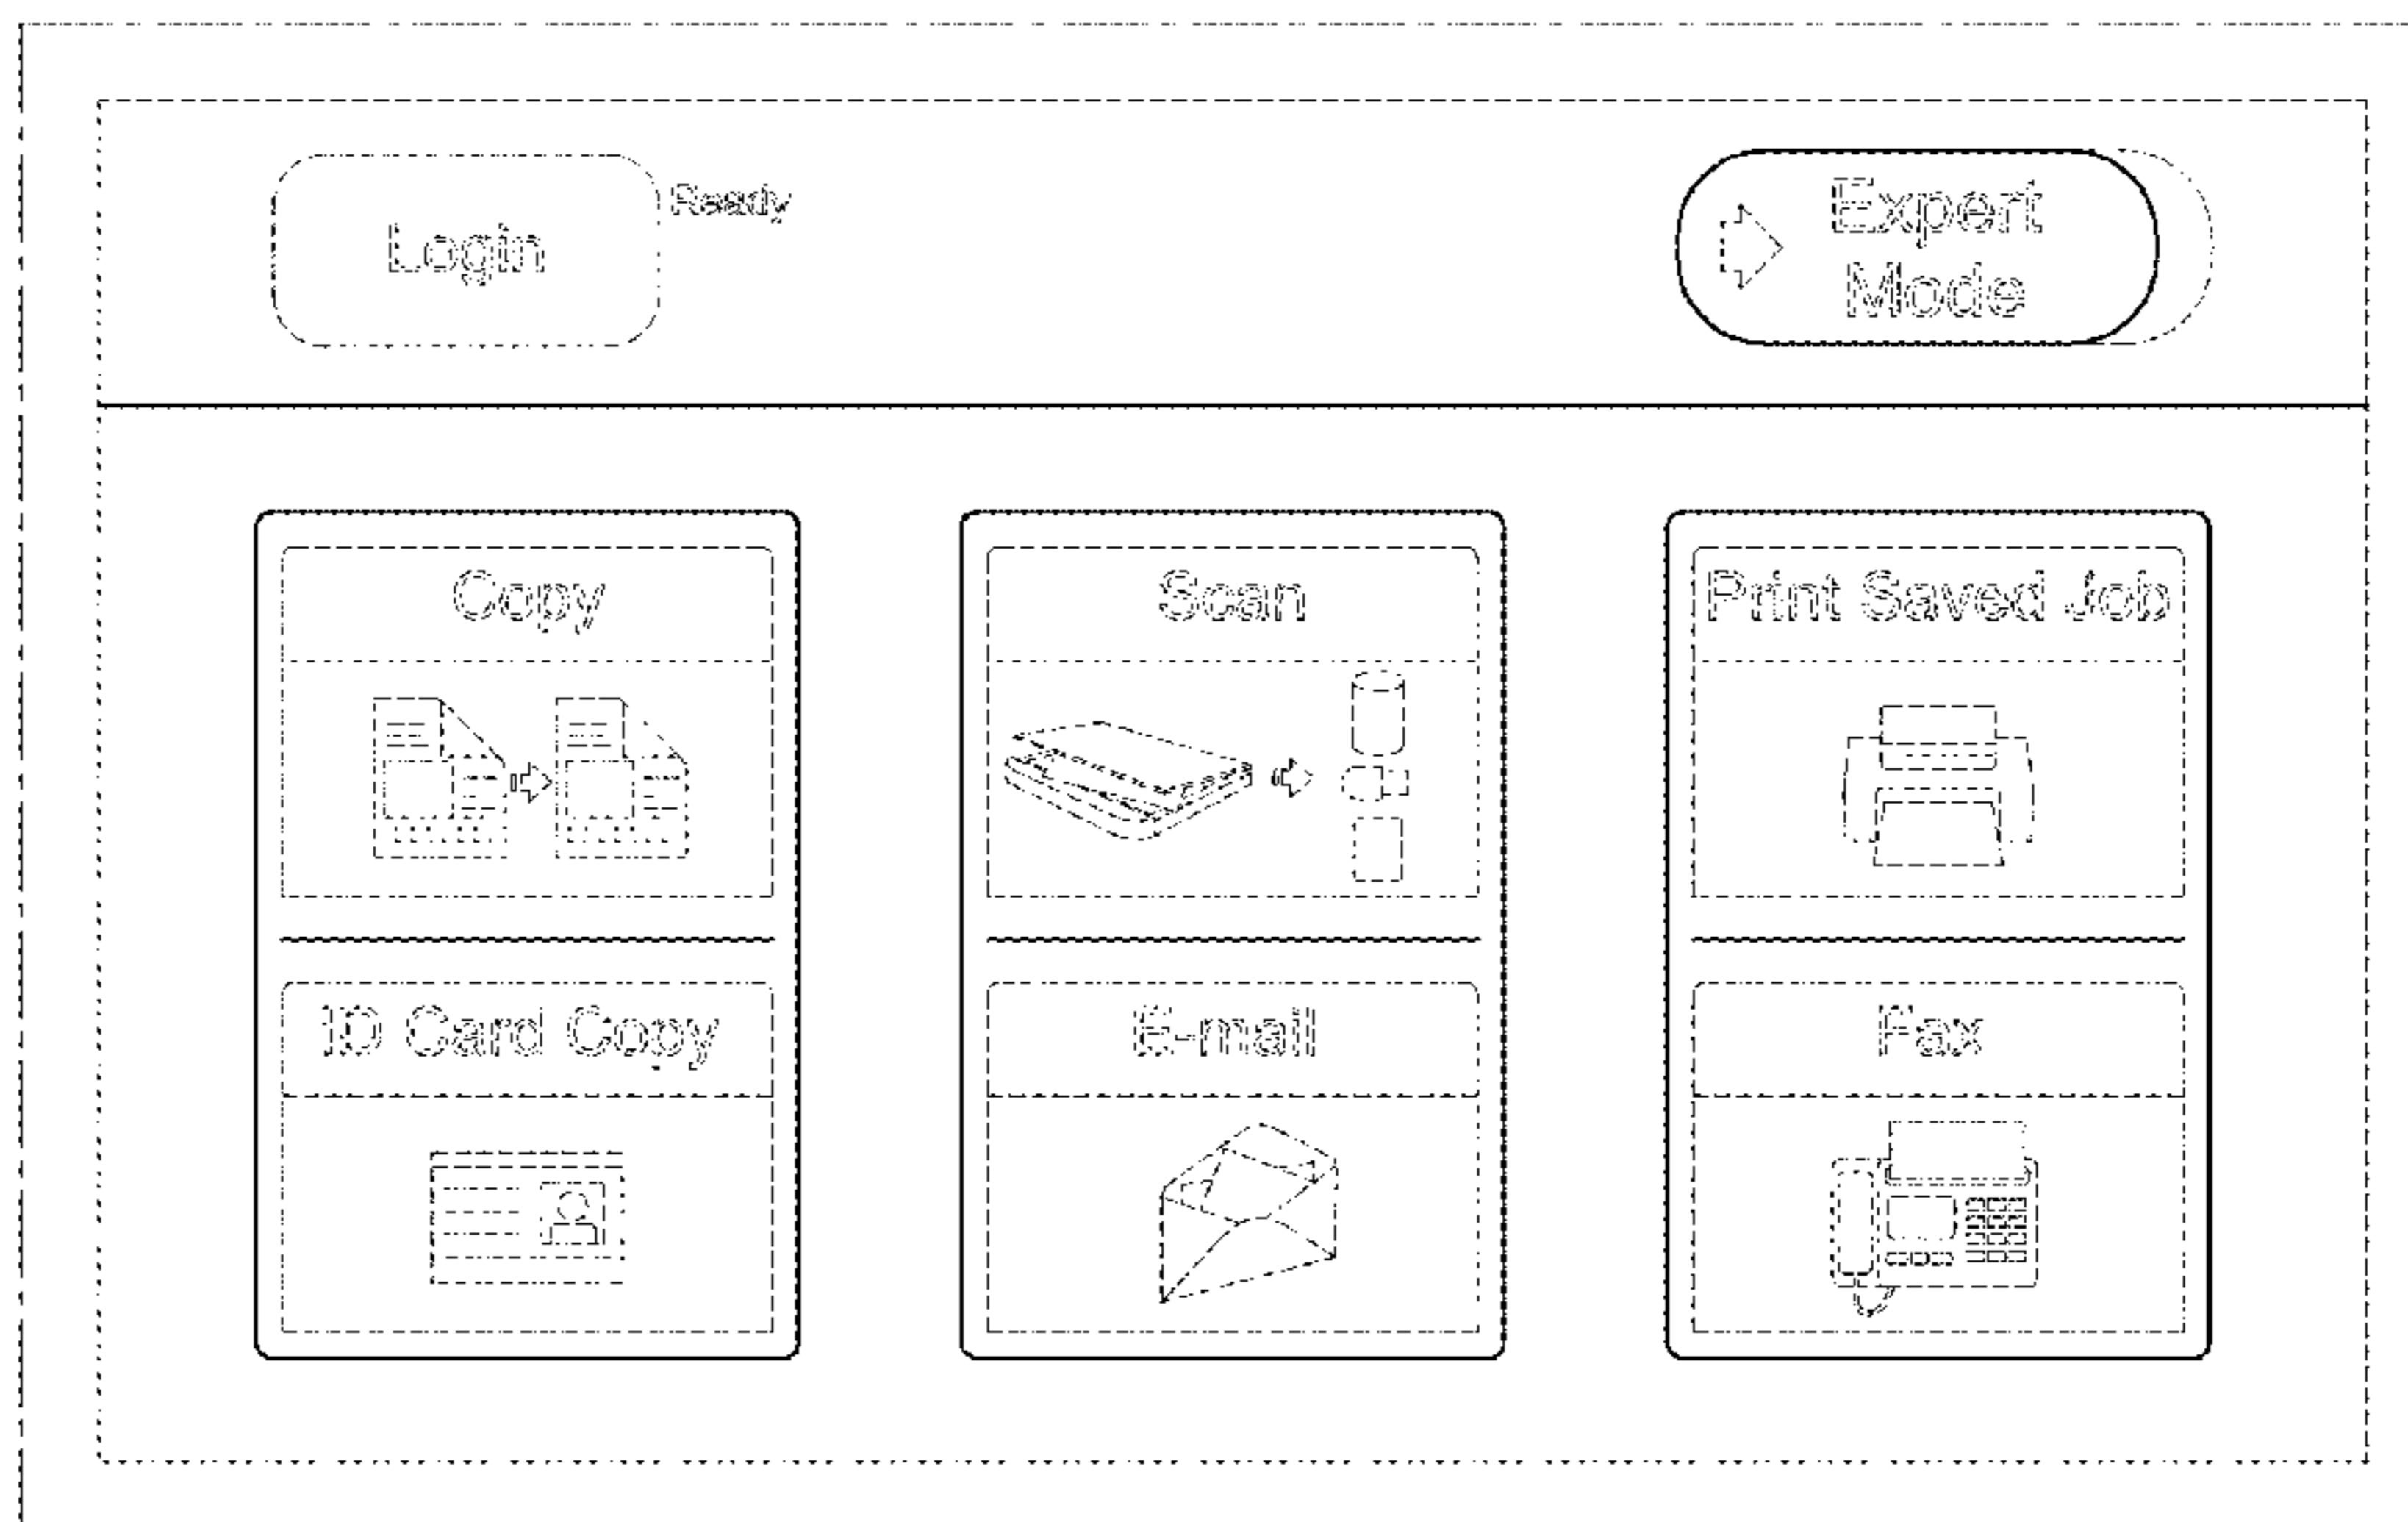 Login
Ready
Expert
Mode
Copy
Scan
Print Saved Job
ID Card Copy
E-mail
Fax